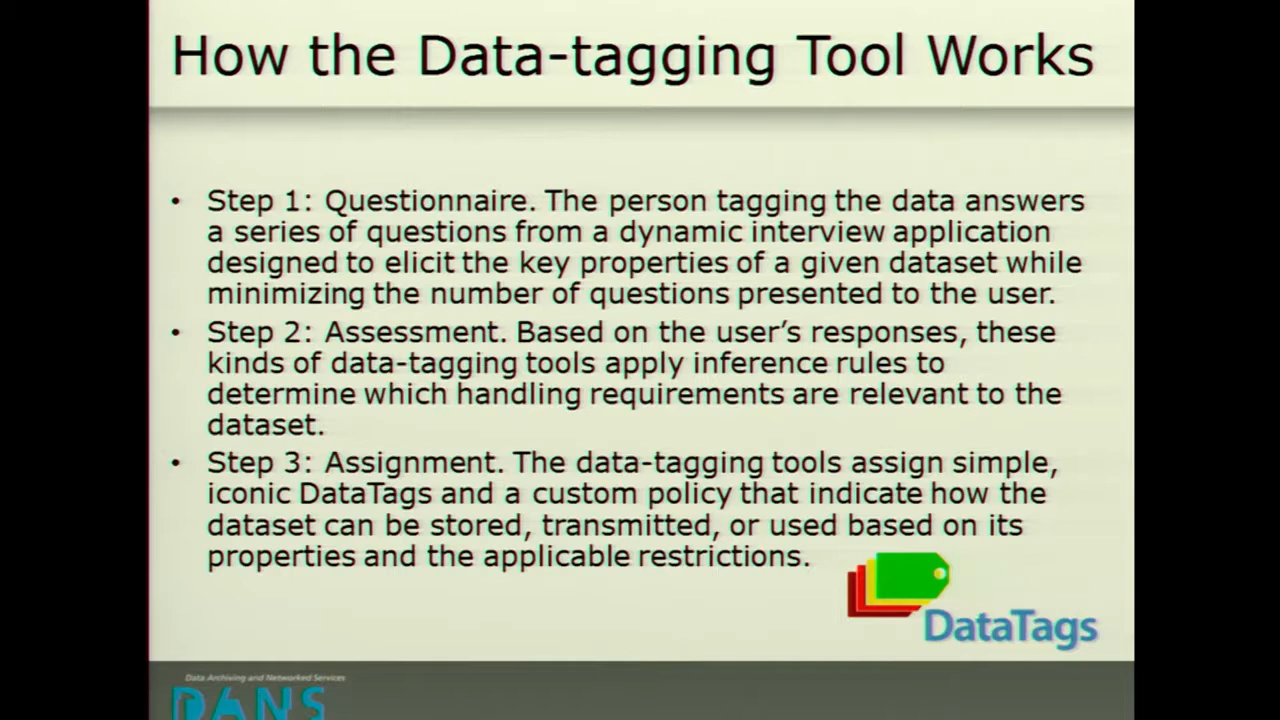 How the Data-tagging Tool Works
• Step 1: Questionnaire. The person tagging the data answers
a series of questions from a dynamic interview application
designed to elicit the key properties of a given dataset while
minimizing the number of questions presented to the user.
• Step 2: Assessment. Based on the user’s responses, these
kinds of data-tagging tools apply inference rules to
determine which handling requirements are relevant to the
dataset.
• Step 3: Assignment. The data-tagging tools assign simple,
iconic DataTags and a custom policy that indicate how the
dataset can be stored, transmitted, or used based on its
properties and the applicable restrictions.
DataTags
Data Archiving and Networked Services
DANS